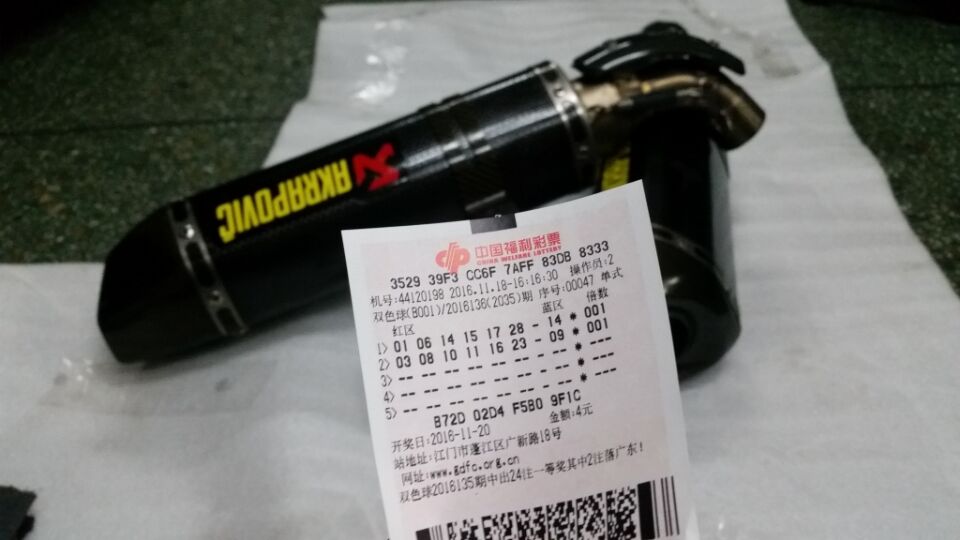 AKRAPOVIC
中国福利彩票
CHINA WELFARE LOTTERY
3529 39F3 CC6F 7AFF 83DB 8333
机号:44120198 2016.11.18-16:16:30 操作员:2
双色球(B001)/2016136(2035)期 序号:00047 单式
红区 蓝区 倍数
1> 01 06 14 15 17 28 - 14 * 001
2> 03 08 10 11 16 23 - 09 * 001
3> -- -- -- -- -- -- - -- * ---
4> -- -- -- -- -- -- - -- * ---
5> -- -- -- -- -- -- - -- * ---
B72D 02D4 F5B0 9F1C
开奖日:2016-11-20 金额:4元
站地址:江门市蓬江区广新路18号
网址:www.gdfc.org.cn
双色球2016135期中出24注一等奖其中2注落广东!